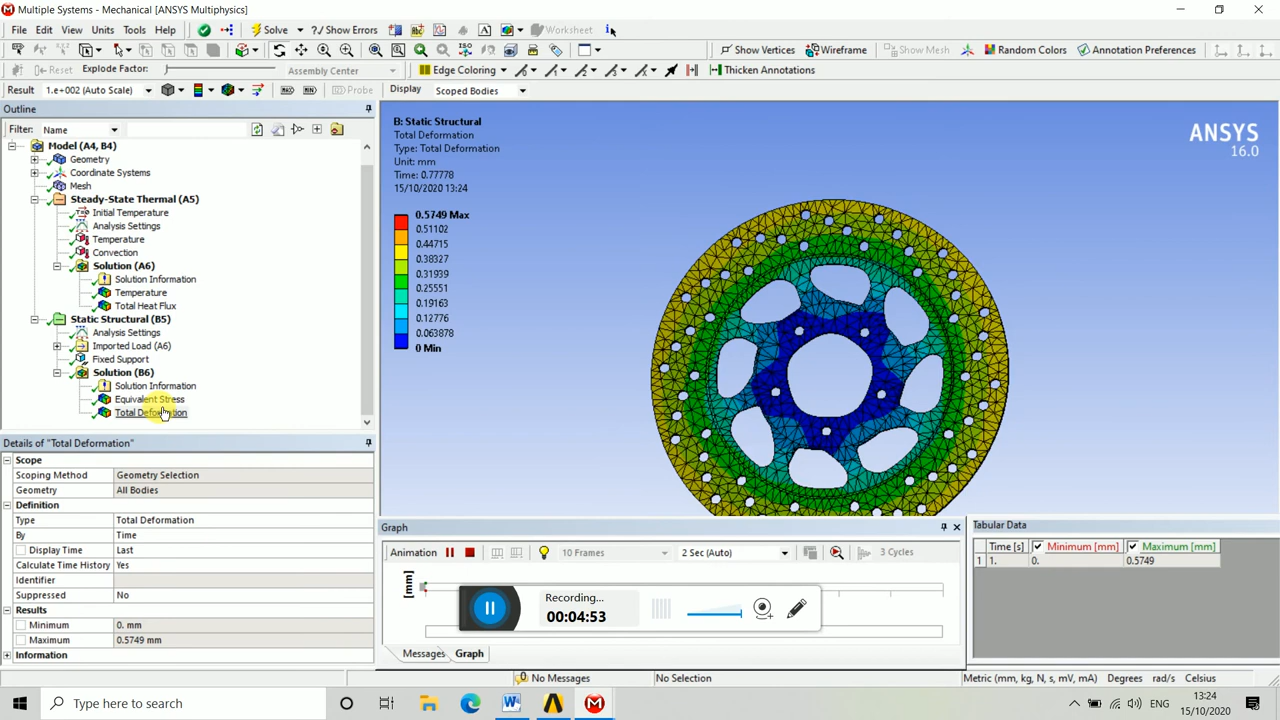 Multiple Systems - Mechanical [ANSYS Multiphysics]
File Edit View Units Tools Help Solve ?/ Show Errors Worksheet
Show Vertices Wireframe Show Mesh Random Colors Annotation Preferences
Reset Explode Factor: Assembly Center Edge Coloring Thicken Annotations
Result 1.e+002 (Auto Scale) Probe Display Scoped Bodies
Outline
Filter: Name
Model (A4, B4)
Geometry
Coordinate Systems
Mesh
Steady-State Thermal (A5)
Initial Temperature
Analysis Settings
Temperature
Convection
Solution (A6)
Solution Information
Temperature
Total Heat Flux
Static Structural (B5)
Analysis Settings
Imported Load (A6)
Fixed Support
Solution (B6)
Solution Information
Equivalent Stress
Total Deformation
Details of "Total Deformation"
Scope
Scoping Method Geometry Selection
Geometry All Bodies
Definition
Type Total Deformation
By Time
Display Time Last
Calculate Time History Yes
Identifier
Suppressed No
Results
Minimum 0. mm
Maximum 0.5749 mm
Information
B: Static Structural
Total Deformation
Type: Total Deformation
Unit: mm
Time: 0.77778
15/10/2020 13:24
0.5749 Max
0.51102
0.44715
0.38327
0.31939
0.25551
0.19163
0.12776
0.063878
0 Min
ANSYS
16.0
Graph
Animation 10 Frames 2 Sec (Auto) 3 Cycles
[mm]
Recording...
00:04:53
Messages Graph
Tabular Data
Time [s] Minimum [mm] Maximum [mm]
1 1. 0. 0.5749
0 No Messages No Selection Metric (mm, kg, N, s, mV, mA) Degrees rad/s Celsius
Type here to search
ENG
13:24
15/10/2020